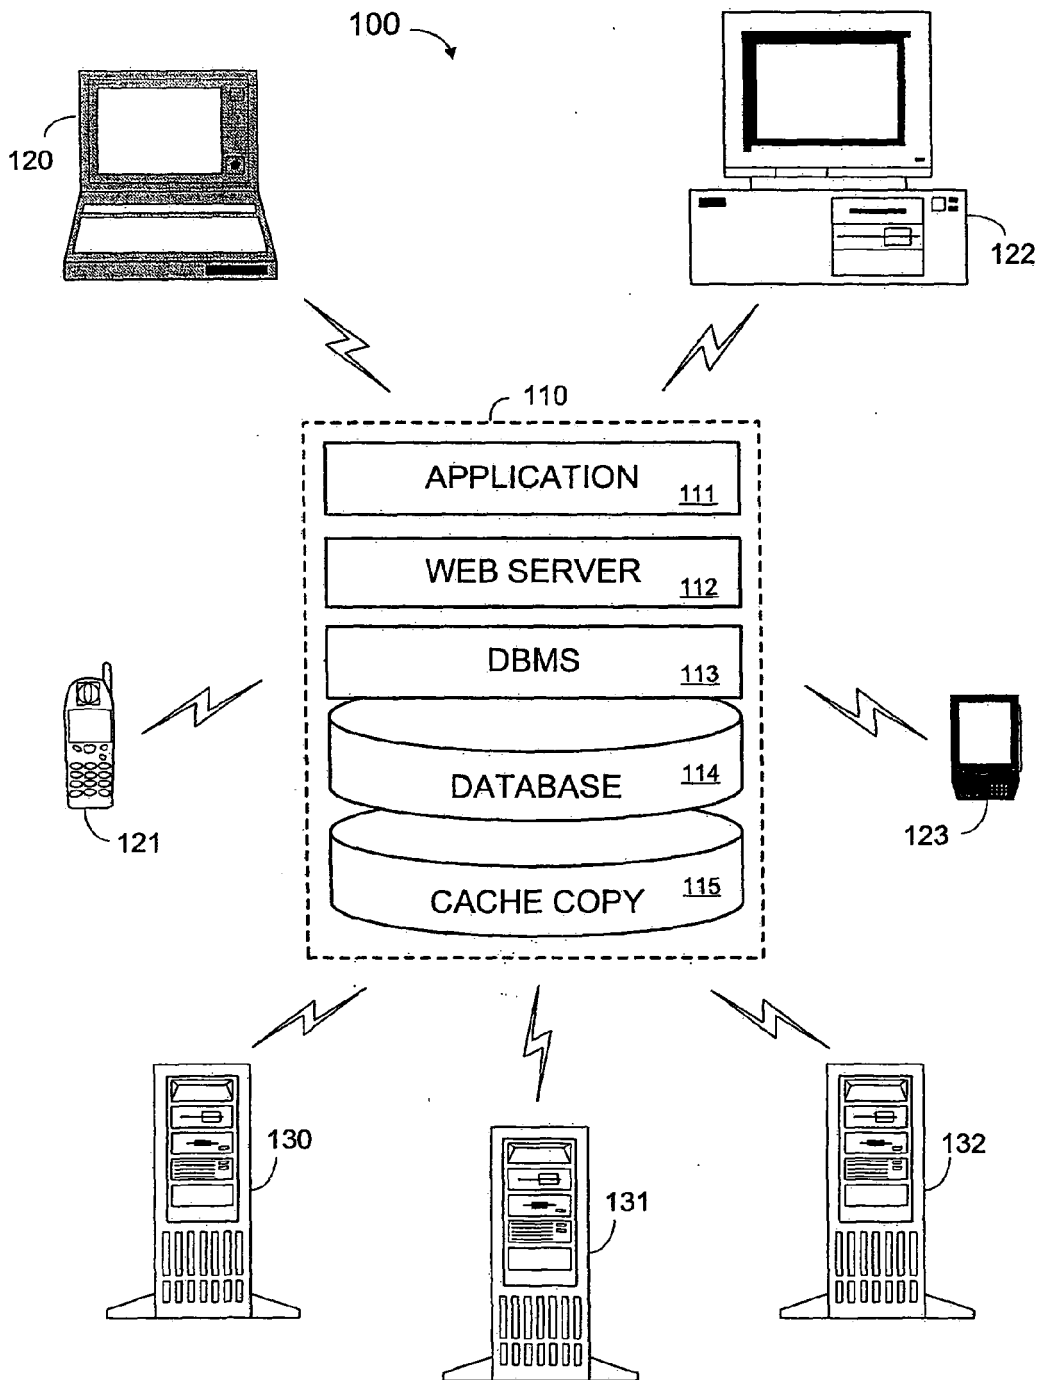 100
120
122
110
APPLICATION 111
WEB SERVER 112
DBMS 113
DATABASE 114
CACHE COPY 115
121
123
130
131
132